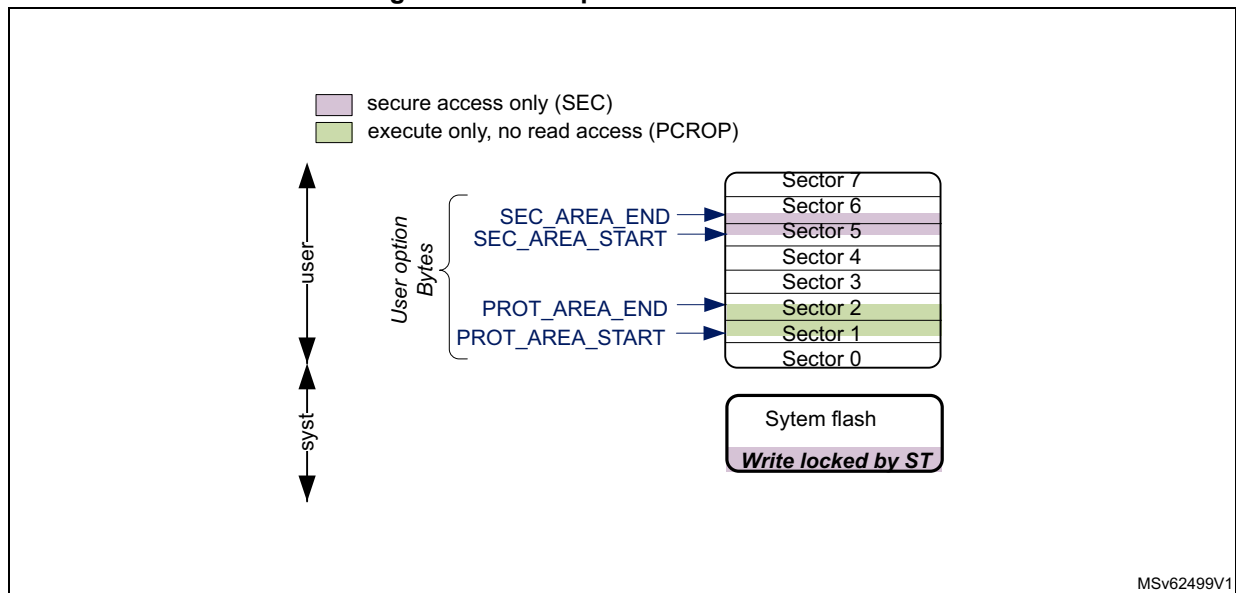 secure access only (SEC)
execute only, no read access (PCROP)
user
syst
User option
Bytes
SEC_AREA_END
SEC_AREA_START
PROT_AREA_END
PROT_AREA_START
Sector 7
Sector 6
Sector 5
Sector 4
Sector 3
Sector 2
Sector 1
Sector 0
Sytem flash
Write locked by ST
MSv62499V1